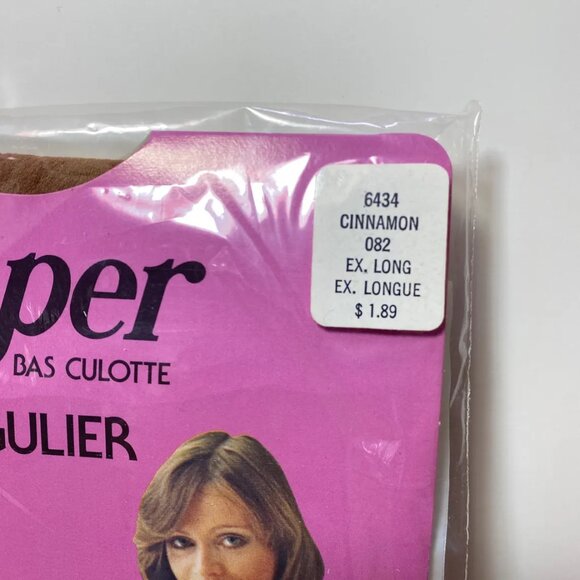 6434
CINNAMON
082
EX. LONG
EX. LONGUE
$ 1.89
per
BAS CULOTTE
GULIER